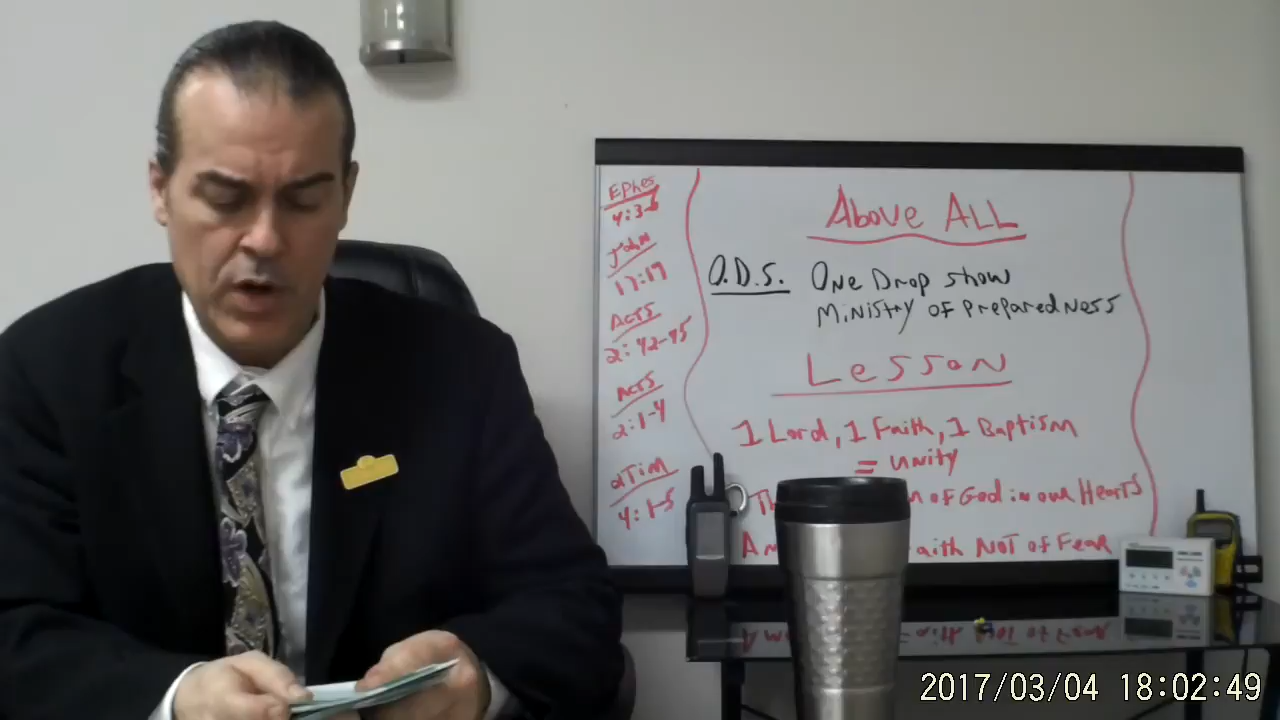 Ephes
4:3-6
John
17:17
Acts
2:42-45
Acts
2:1-4
2Tim
4:1-5
Above ALL
O.D.S. One Drop Show
Ministry of Preparedness
Lesson
1 Lord, 1 Faith, 1 Baptism
= Unity
of God in our Hearts
Faith NOT of Fear
2017/03/04 18:02:49